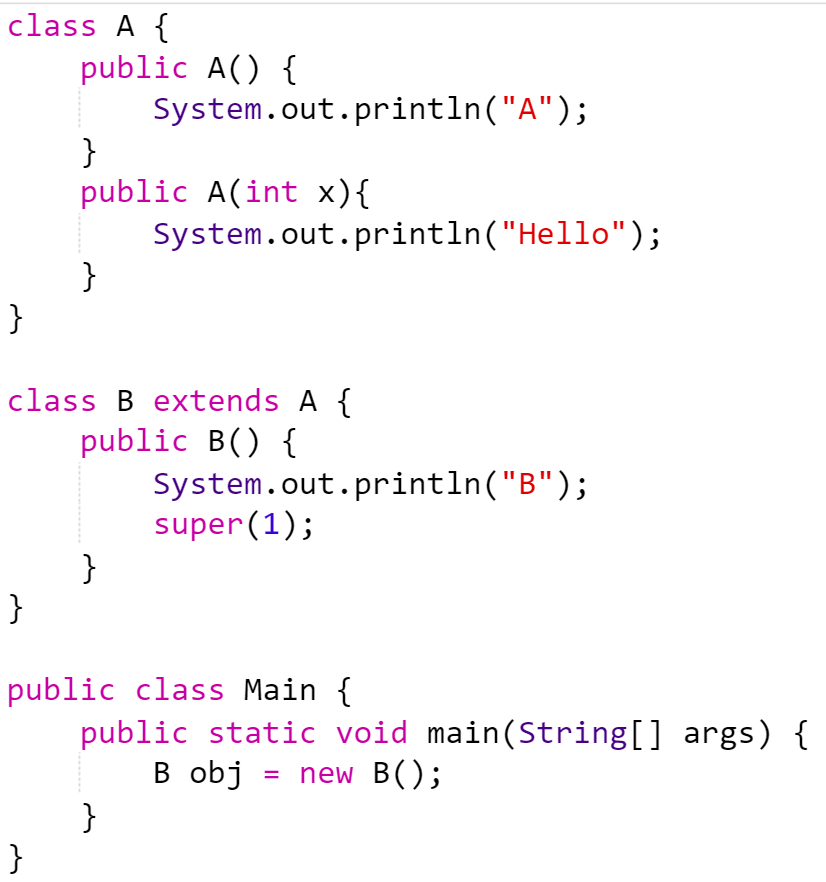 class A {
    public A() {
        System.out.println("A");
    }
    public A(int x){
        System.out.println("Hello");
    }
}

class B extends A {
    public B() {
        System.out.println("B");
        super(1);
    }
}

public class Main {
    public static void main(String[] args) {
        B obj = new B();
    }
}